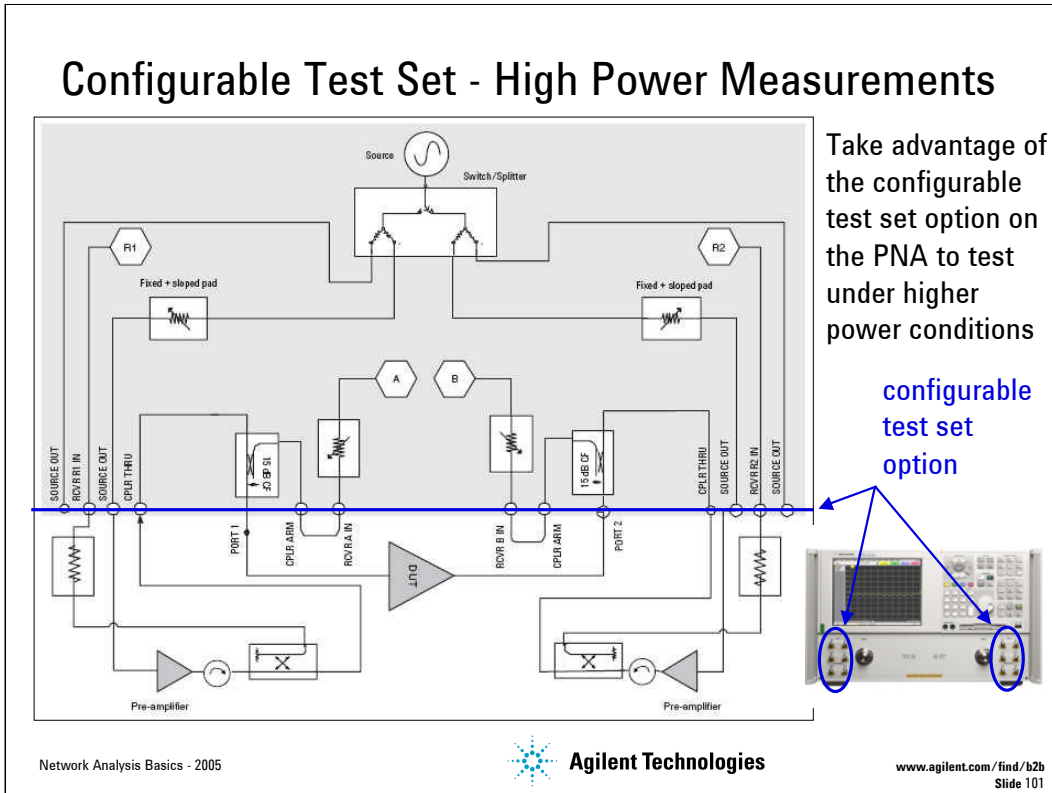 Configurable Test Set - High Power Measurements
Source
Switch/Splitter
R1
R2
Fixed + sloped pad
Fixed + sloped pad
A
B
15 dB CF
15 dB CF
SOURCE OUT
RCVR R1 IN
SOURCE OUT
CPLR THRU
PORT 1
CPLR ARM
RCVR A IN
RCVR B IN
CPLR ARM
PORT 2
CPLR THRU
SOURCE OUT
RCVR R2 IN
SOURCE OUT
DUT
Pre-amplifier
Pre-amplifier
Take advantage of
the configurable
test set option on
the PNA to test
under higher
power conditions
configurable
test set
option
Network Analysis Basics - 2005
Agilent Technologies
www.agilent.com/find/b2b
Slide 101